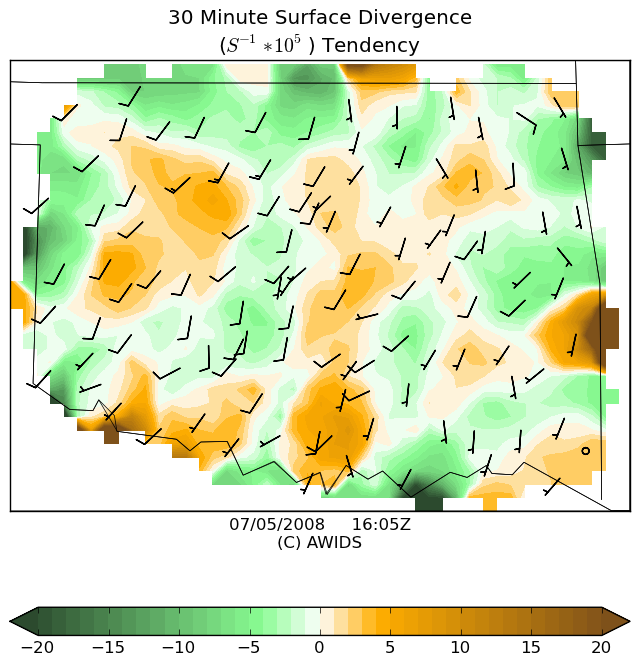 30 Minute Surface Divergence
(S⁻¹ *10⁵ ) Tendency
07/05/2008 16:05Z
(C) AWIDS
−20 −15 −10 −5 0 5 10 15 20